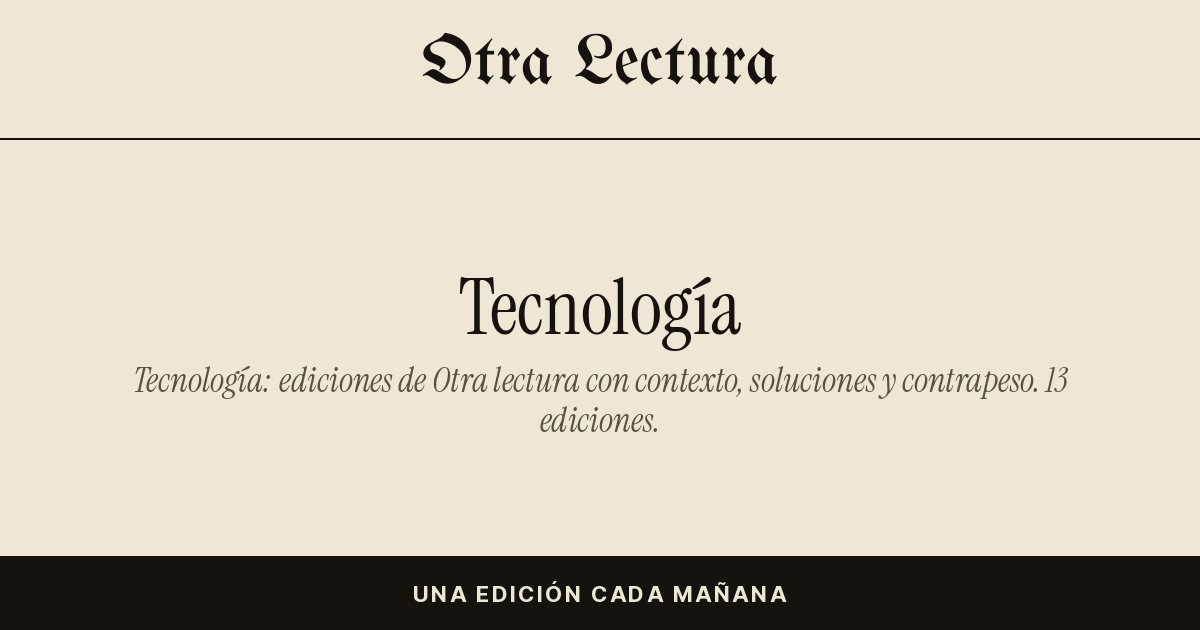 Otra Lectura
Tecnología
Tecnología: ediciones de Otra lectura con contexto, soluciones y contrapeso. 13
ediciones.
UNA EDICIÓN CADA MAÑANA